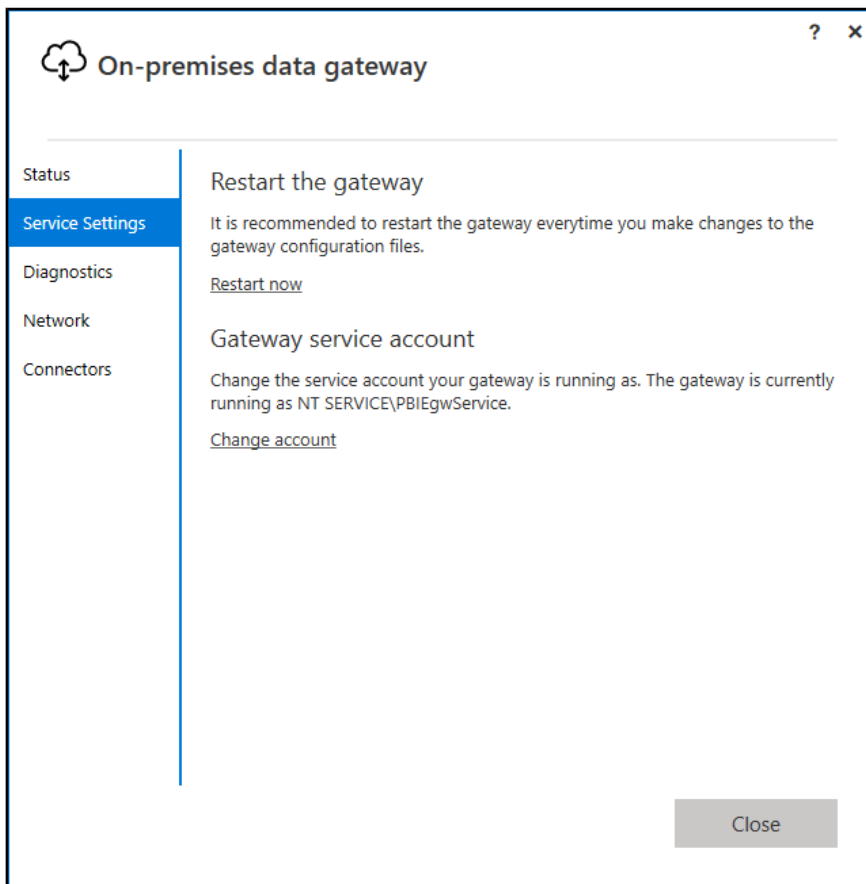 ? ×
On-premises data gateway
Status
Service Settings
Diagnostics
Network
Connectors
Restart the gateway
It is recommended to restart the gateway everytime you make changes to the
gateway configuration files.
Restart now
Gateway service account
Change the service account your gateway is running as. The gateway is currently
running as NT SERVICE\PBIEgwService.
Change account
Close